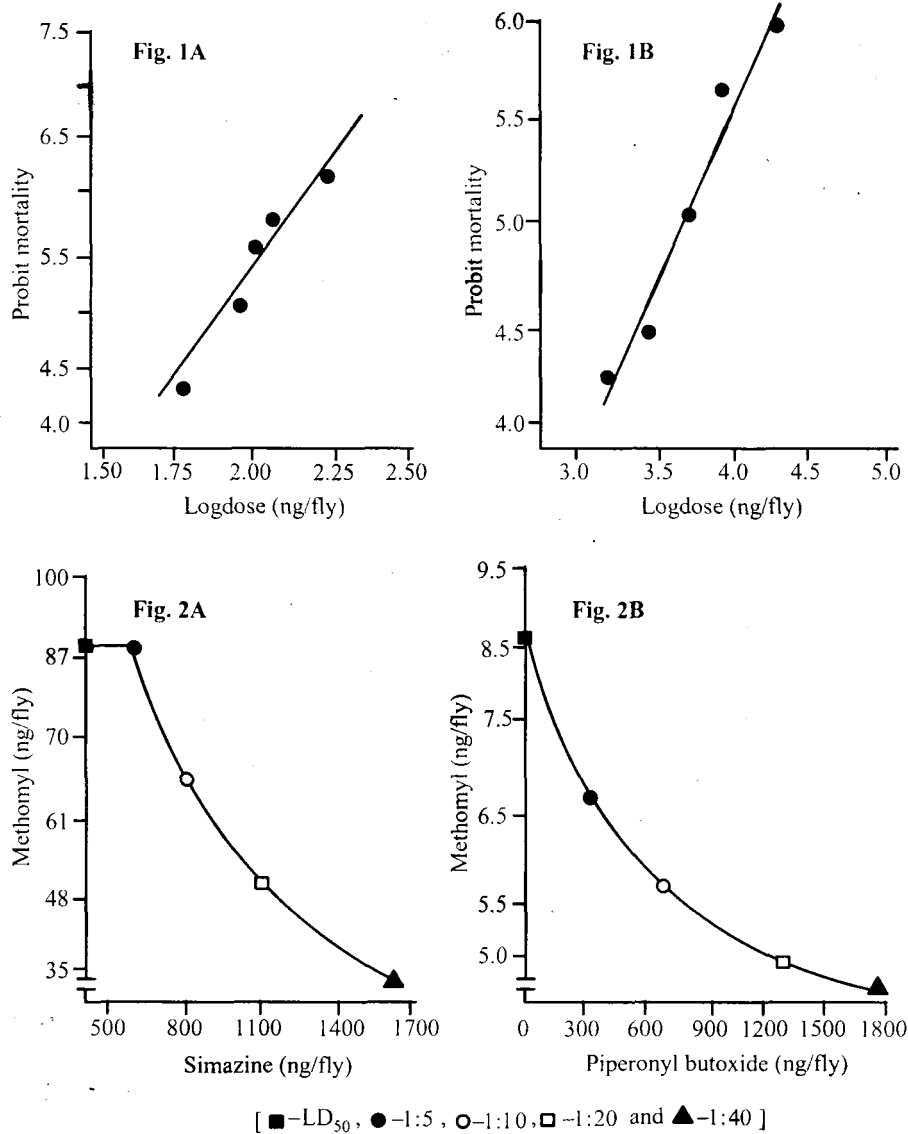 Fig. 1A
Probit mortality
7.5
6.5
5.5
4.5
4.0
1.50 1.75 2.00 2.25 2.50
Logdose (ng/fly)
Fig. 1B
Probit mortality
6.0
5.5
5.0
4.5
4.0
3.0 3.5 4.0 4.5 5.0
Logdose (ng/fly)
Fig. 2A
Methomyl (ng/fly)
100
87
70
61
48
35
500 800 1100 1400 1700
Simazine (ng/fly)
Fig. 2B
Methomyl (ng/fly)
9.5
8.5
7.5
6.5
5.5
5.0
0 300 600 900 1200 1500 1800
Piperonyl butoxide (ng/fly)
[ ■–LD50 , ●–1:5 , ○–1:10 , □–1:20 and ▲–1:40 ]